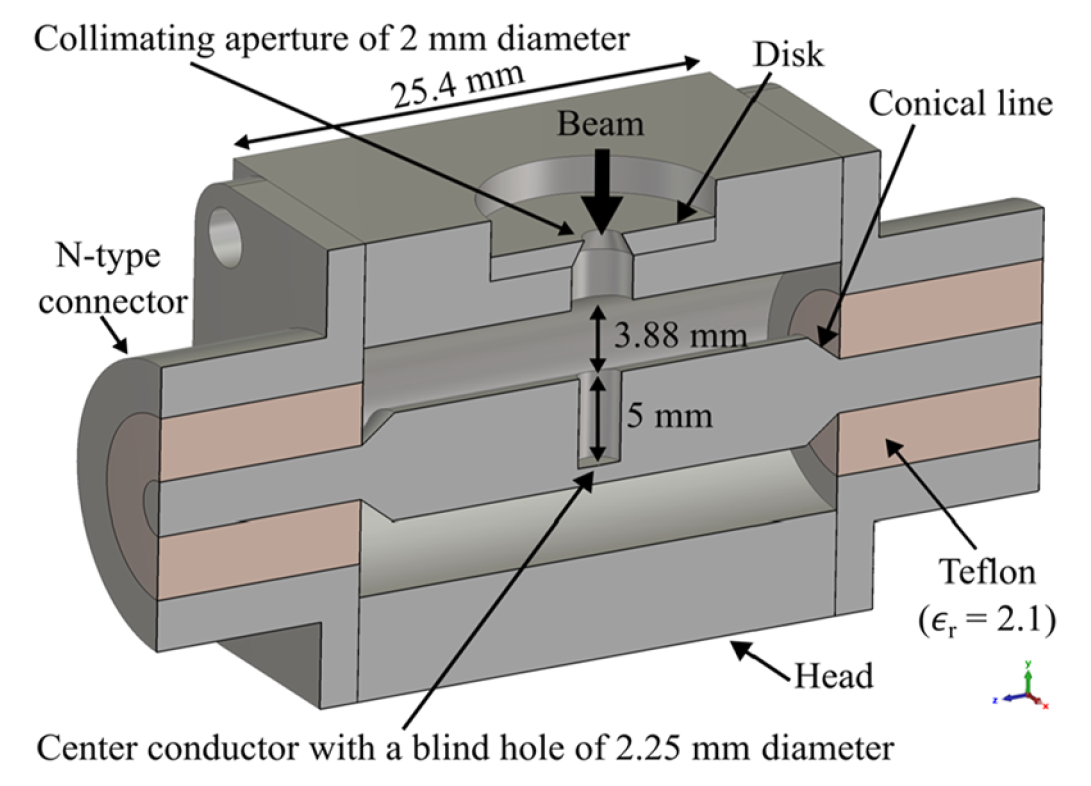 Collimating aperture of 2 mm diameter
Disk
25.4 mm
Conical line
Beam
N-type
connector
3.88 mm
5 mm
Teflon
(ϵr = 2.1)
Head
y
z
x
Center conductor with a blind hole of 2.25 mm diameter